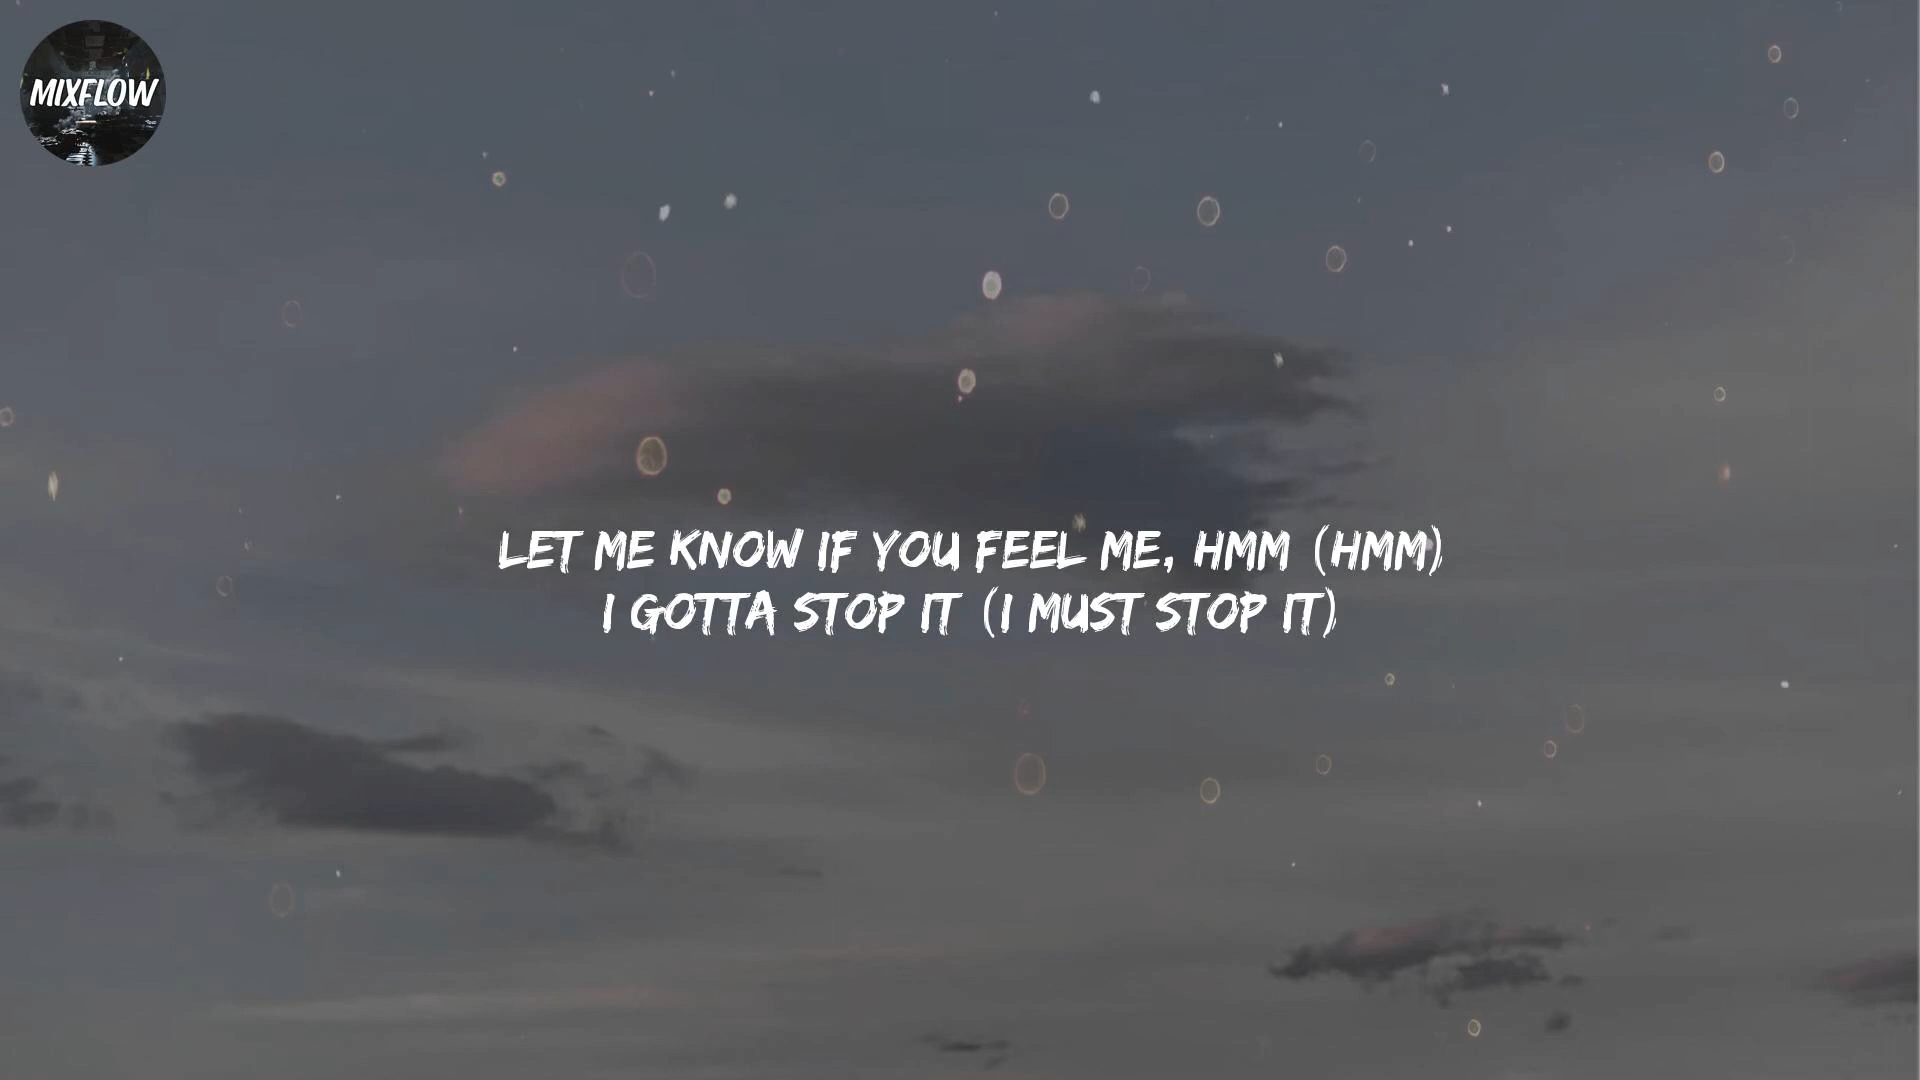 MIXFLOW
LET ME KNOW IF YOU FEEL ME, HMM (HMM)
I GOTTA STOP IT (I MUST STOP IT)